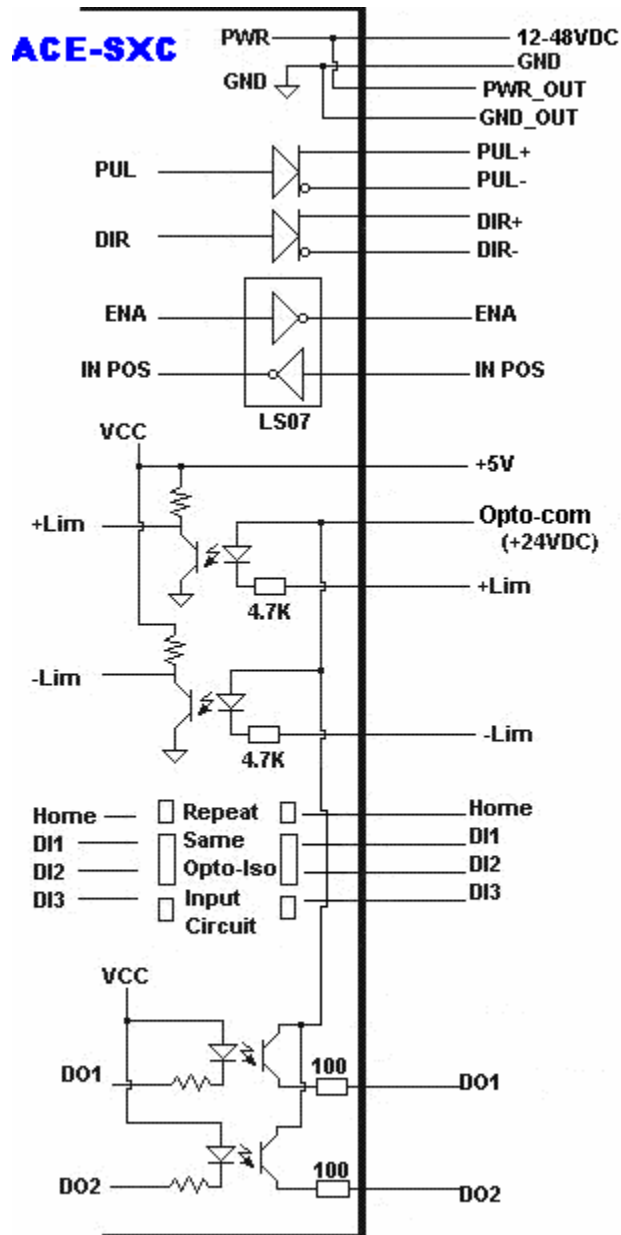 ACE-SXC
PWR
12-48VDC
GND
GND
PWR_OUT
GND_OUT
PUL
PUL+
PUL-
DIR
DIR+
DIR-
ENA
ENA
IN POS
IN POS
LS07
VCC
+5V
+Lim
Opto-com
(+24VDC)
+Lim
4.7K
-Lim
-Lim
4.7K
Home
Repeat
Home
DI1
Same
DI1
DI2
Opto-Iso
DI2
DI3
Input
DI3
Circuit
VCC
DO1
100
DO1
DO2
100
DO2